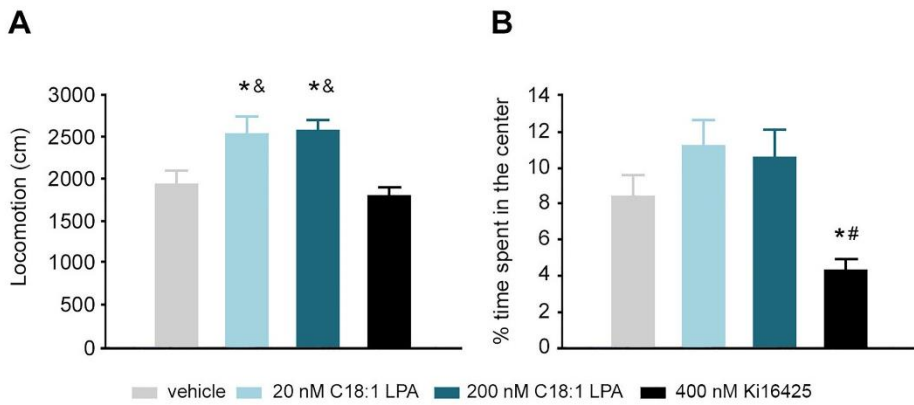 A
B
Locomotion (cm)
3000
2500
2000
1500
1000
500
0
*&
*&
% time spent in the center
14
12
10
8
6
4
2
0
*#
vehicle
20 nM C18:1 LPA
200 nM C18:1 LPA
400 nM Ki16425